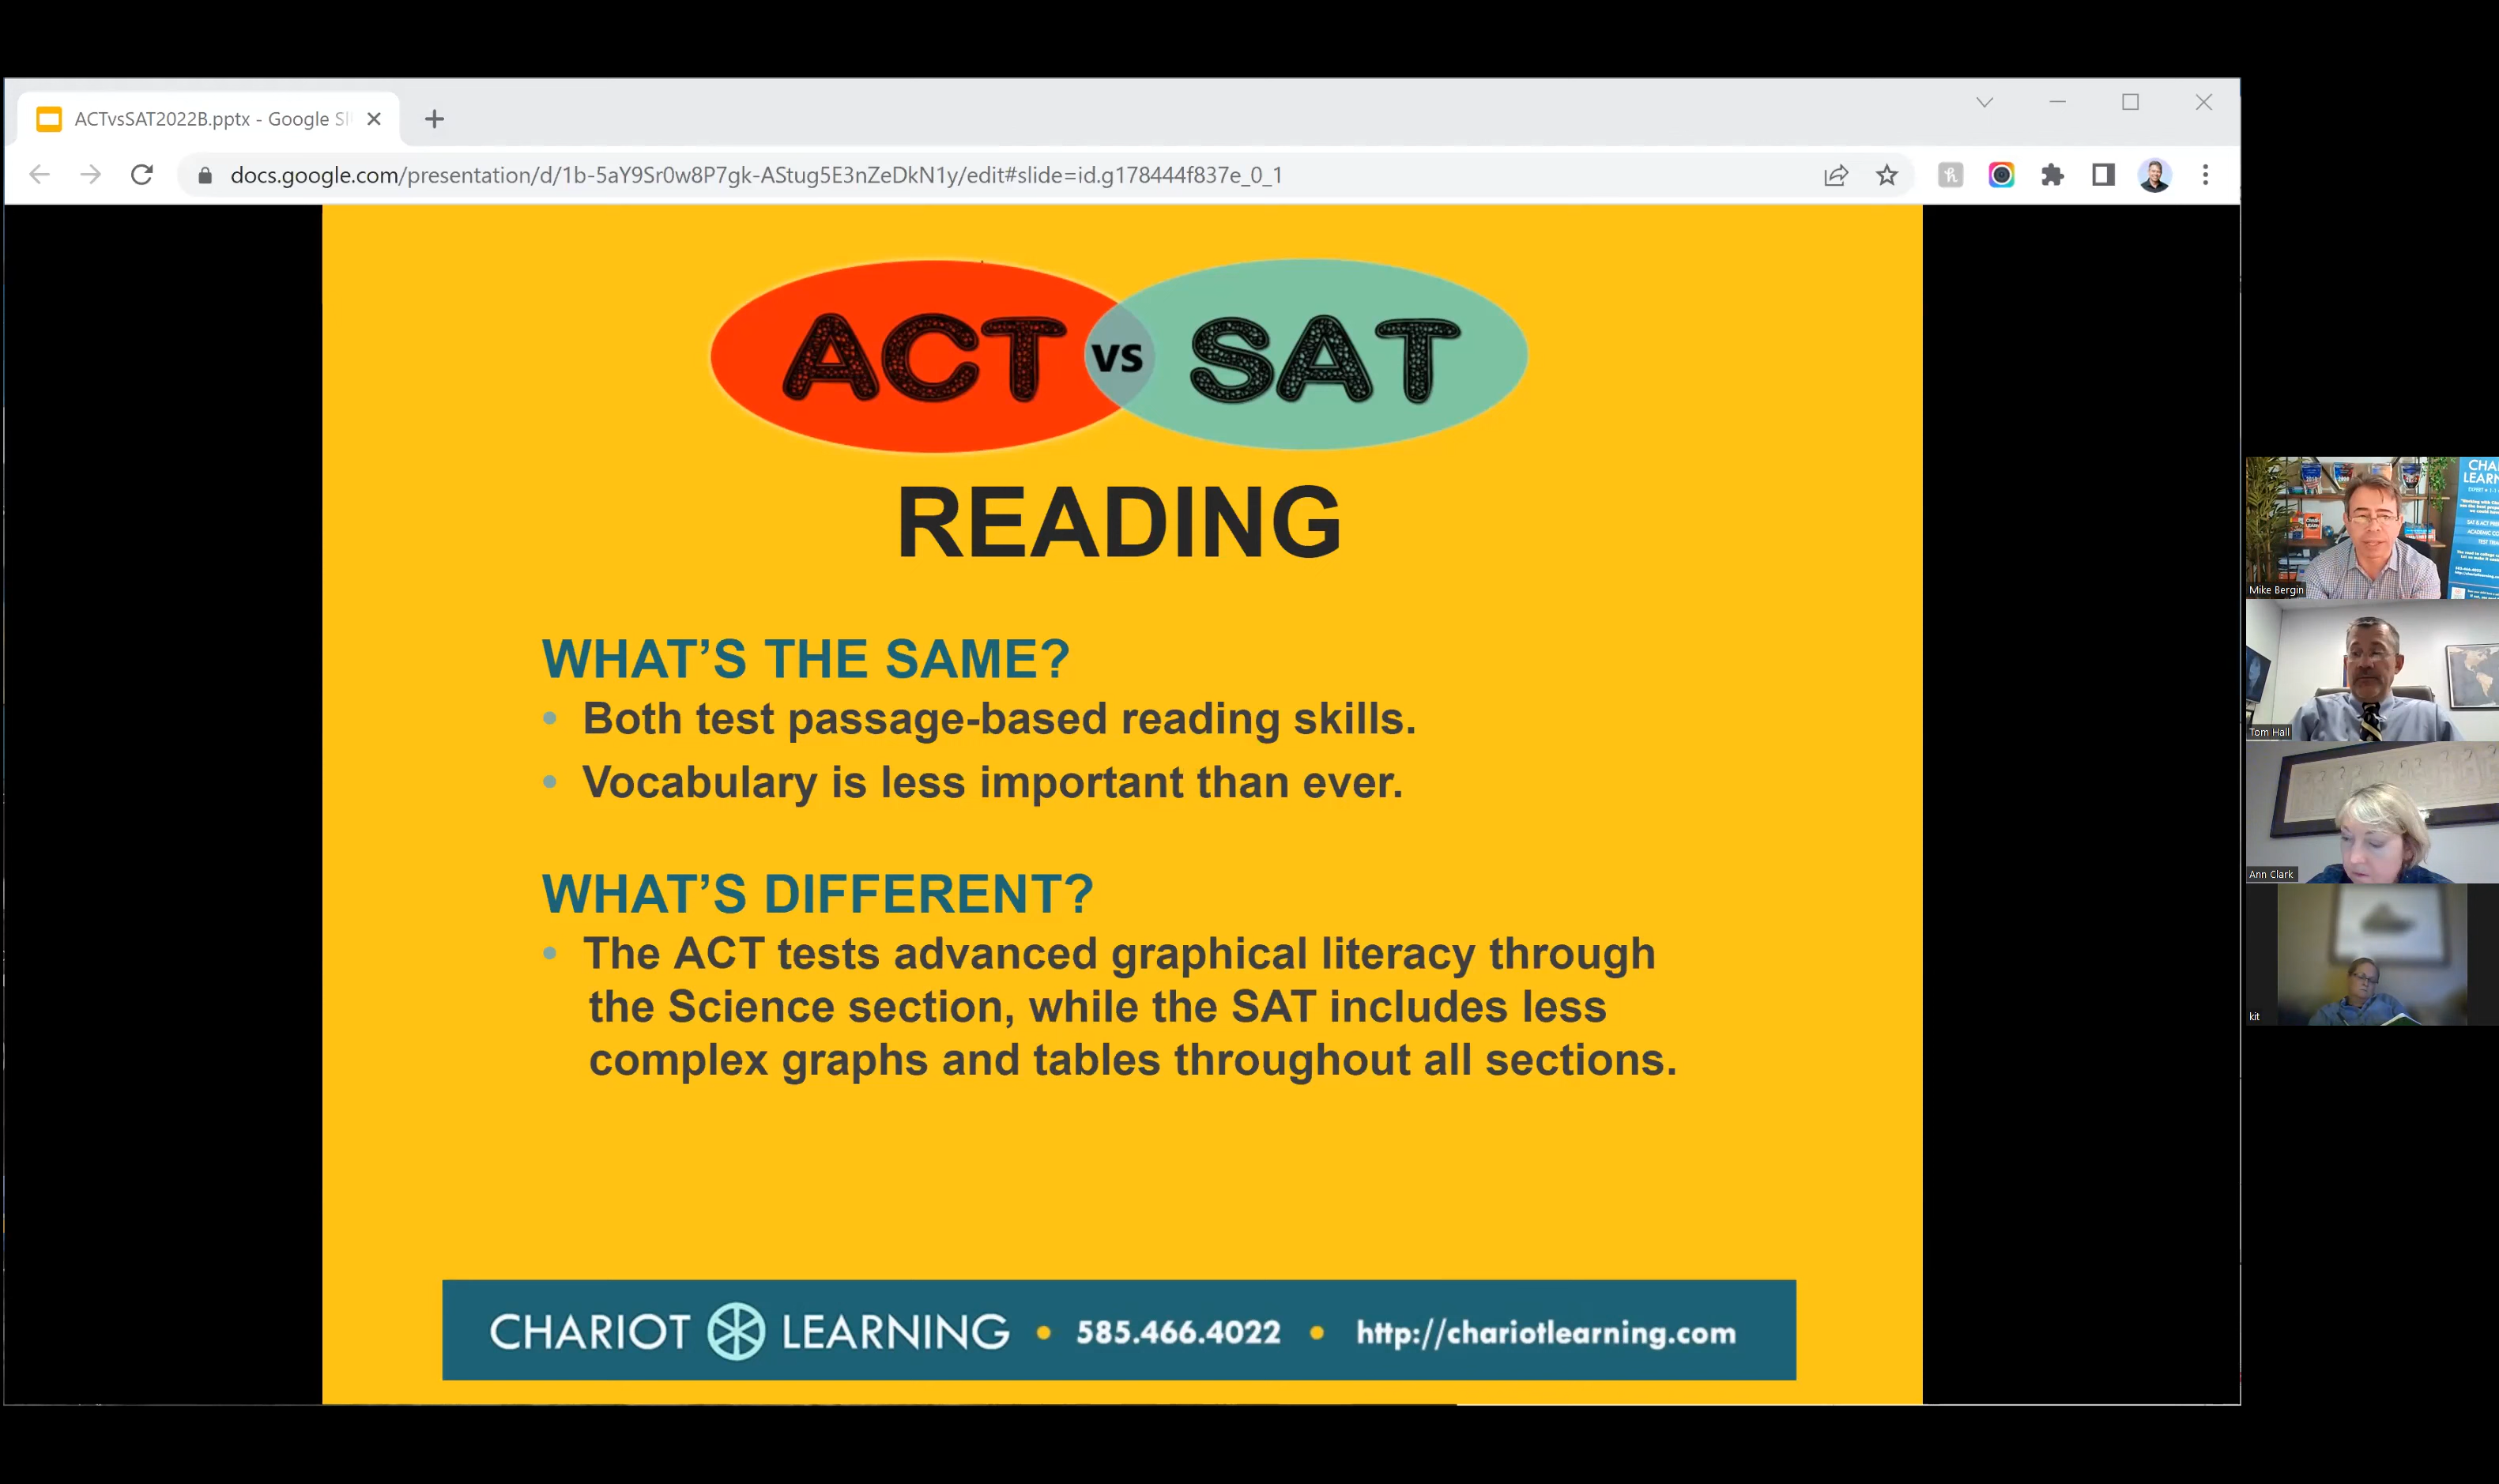 ACTvsSAT2022B.pptx - Google Sl
docs.google.com/presentation/d/1b-5aY9Sr0w8P7gk-AStug5E3nZeDkN1y/edit#slide=id.g178444f837e_0_1
ACT vs SAT
READING
WHAT’S THE SAME?
• Both test passage-based reading skills.
• Vocabulary is less important than ever.
WHAT’S DIFFERENT?
• The ACT tests advanced graphical literacy through
the Science section, while the SAT includes less
complex graphs and tables throughout all sections.
CHARIOT LEARNING • 585.466.4022 • http://chariotlearning.com
CHA
LEARN
Mike Bergin
Tom Hall
Ann Clark
kit